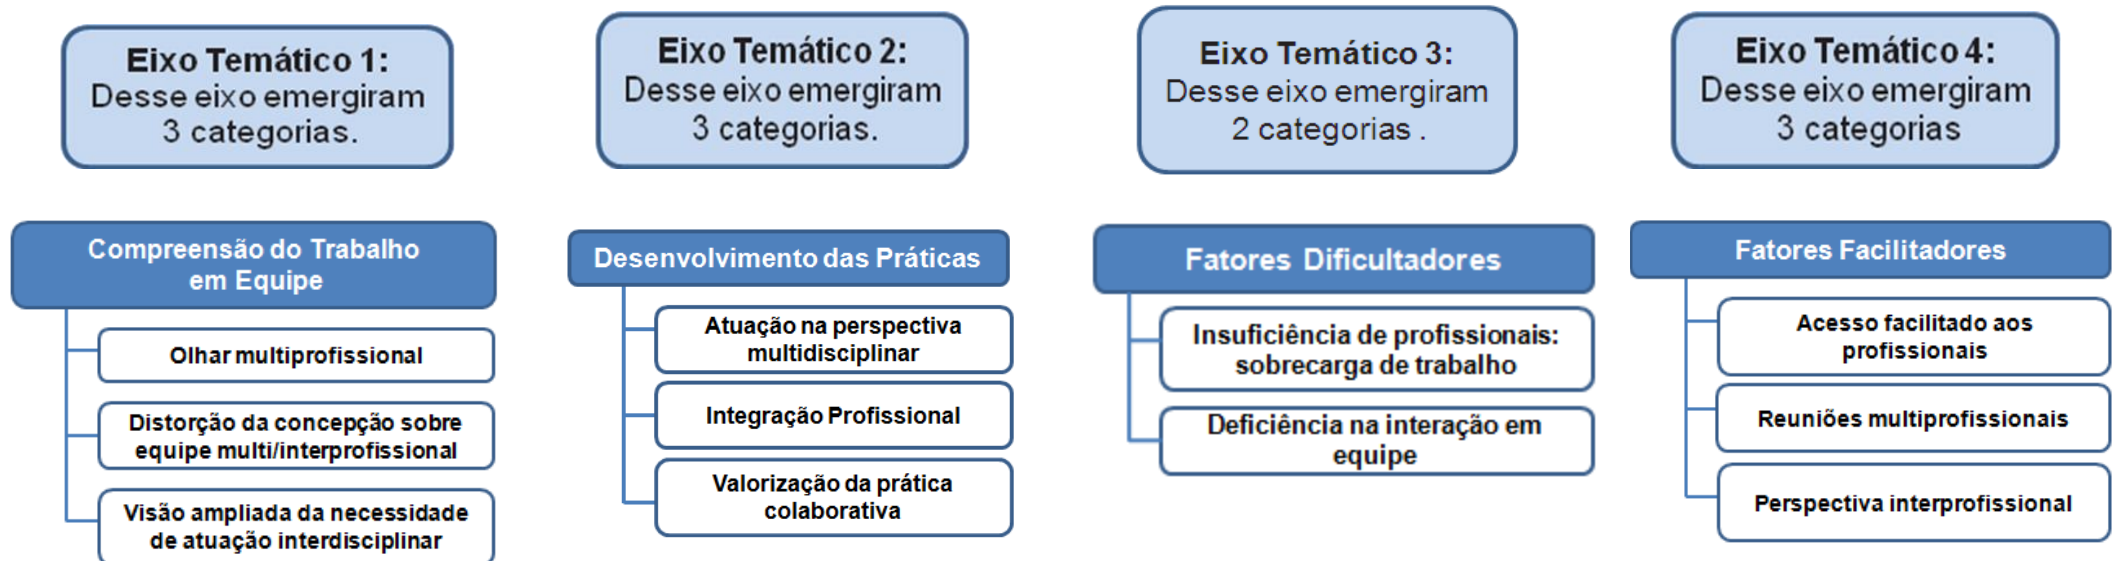 Eixo Temático 1:
Desse eixo emergiram
3 categorias.
Compreensão do Trabalho
em Equipe
Olhar multiprofissional
Distorção da concepção sobre
equipe multi/interprofissional
Visão ampliada da necessidade
de atuação interdisciplinar
Eixo Temático 2:
Desse eixo emergiram
3 categorias.
Desenvolvimento das Práticas
Atuação na perspectiva
multidisciplinar
Integração Profissional
Valorização da prática
colaborativa
Eixo Temático 3:
Desse eixo emergiram
2 categorias .
Fatores Dificultadores
Insuficiência de profissionais:
sobrecarga de trabalho
Deficiência na interação em
equipe
Eixo Temático 4:
Desse eixo emergiram
3 categorias
Fatores Facilitadores
Acesso facilitado aos
profissionais
Reuniões multiprofissionais
Perspectiva interprofissional